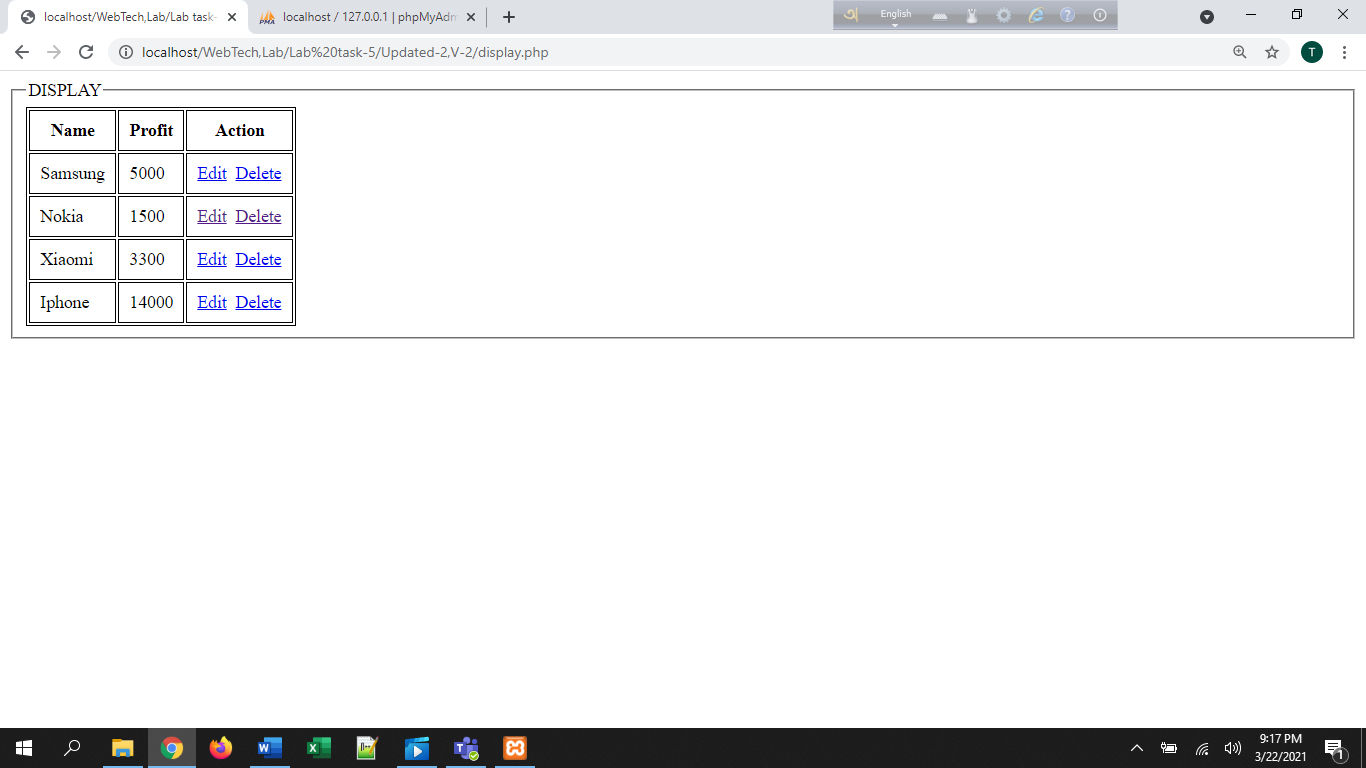 localhost/WebTech,Lab/Lab task-
localhost / 127.0.0.1 | phpMyAdm
অ English
localhost/WebTech,Lab/Lab%20task-5/Updated-2,V-2/display.php
T
DISPLAY
Name Profit Action
Samsung 5000 Edit Delete
Nokia 1500 Edit Delete
Xiaomi 3300 Edit Delete
Iphone 14000 Edit Delete
9:17 PM
3/22/2021
1